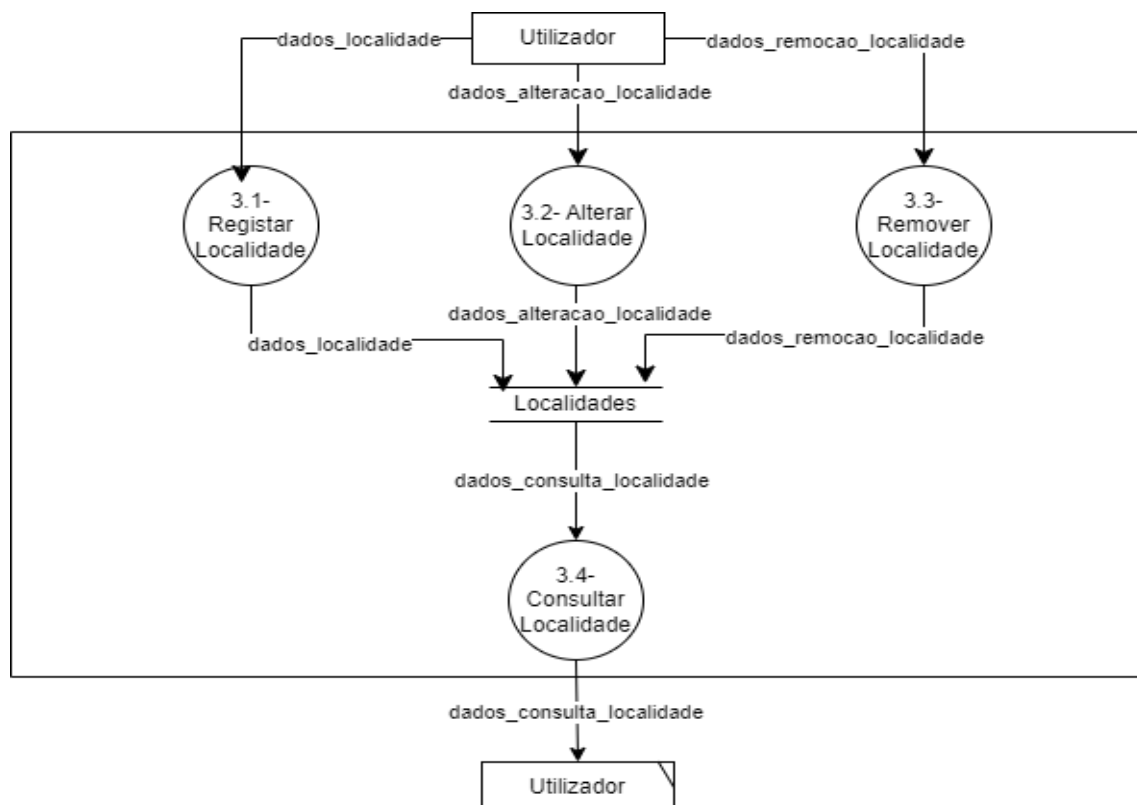 Utilizador
dados_localidade
dados_remocao_localidade
dados_alteracao_localidade
3.1-
Registar
Localidade
3.2- Alterar
Localidade
3.3-
Remover
Localidade
dados_alteracao_localidade
dados_localidade
dados_remocao_localidade
Localidades
dados_consulta_localidade
3.4-
Consultar
Localidade
dados_consulta_localidade
Utilizador